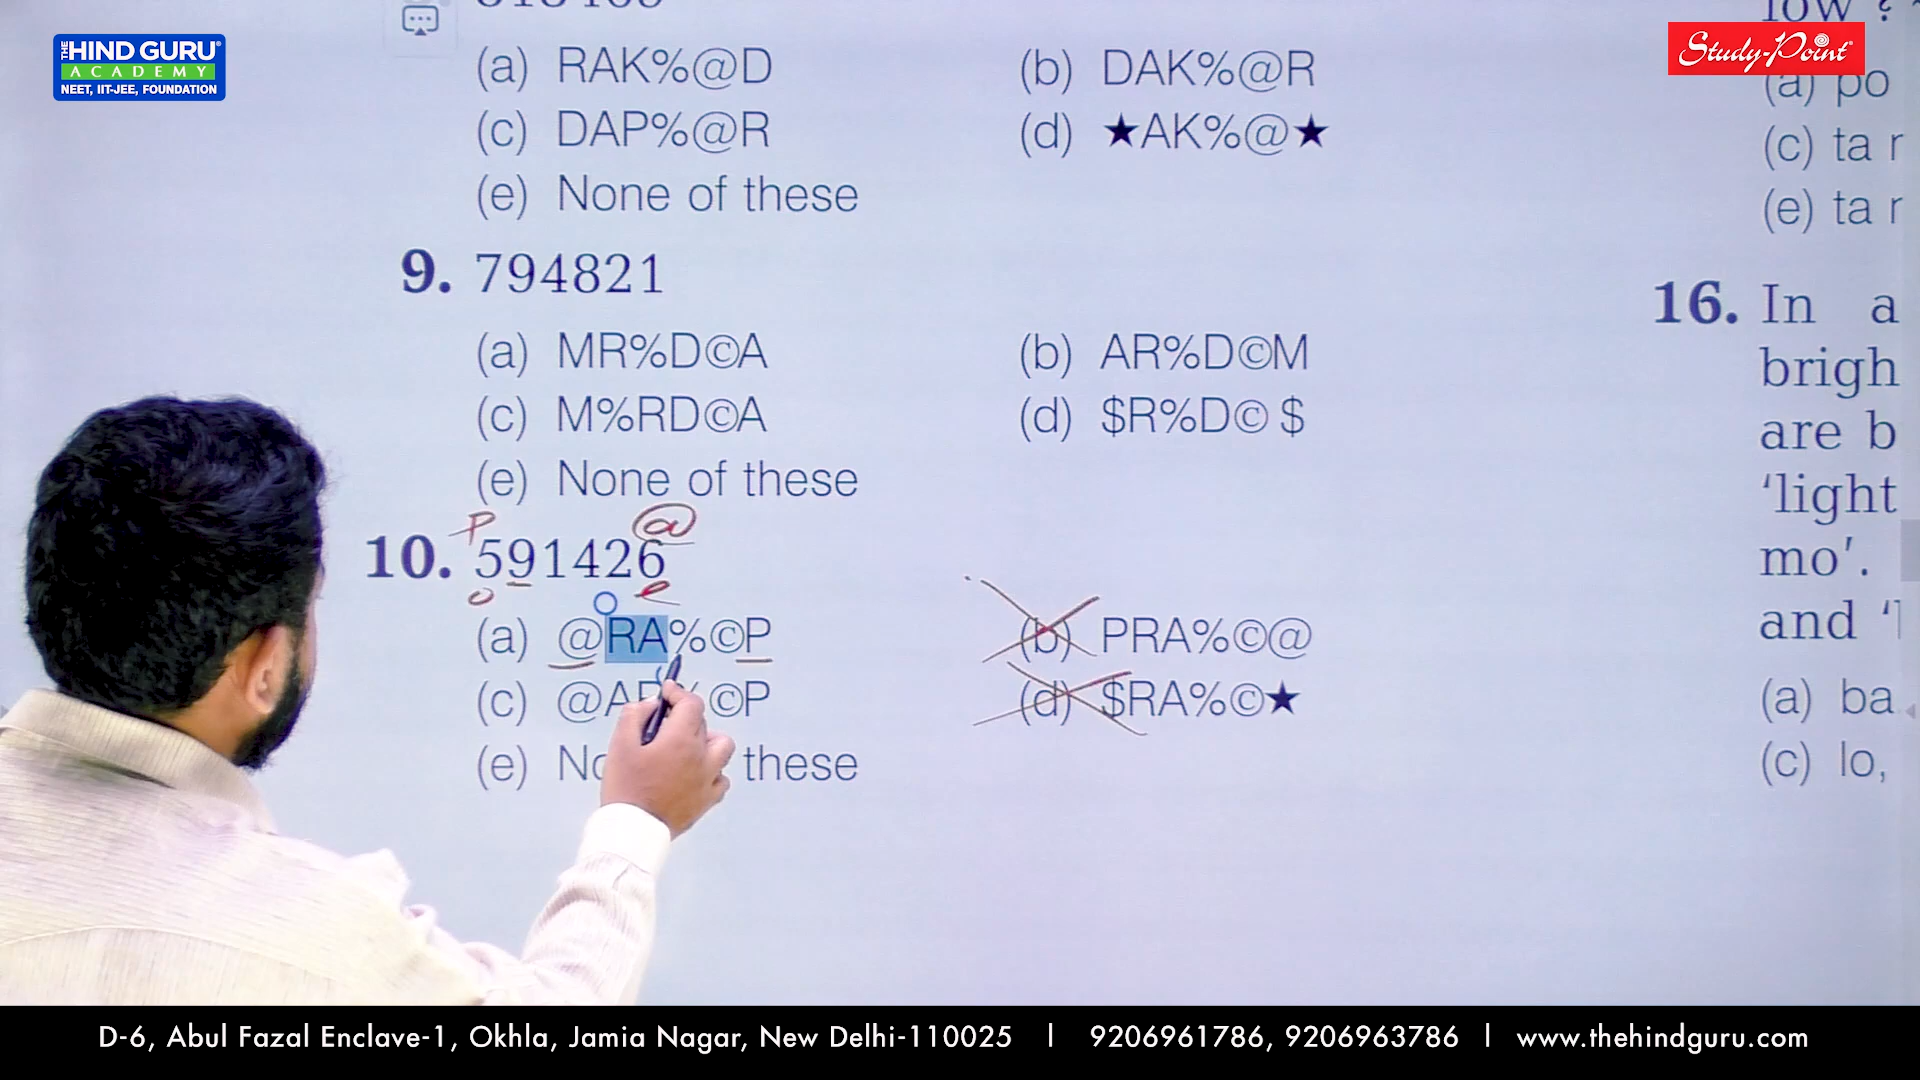 THE HIND GURU
ACADEMY
NEET, IIT-JEE, FOUNDATION
Study-Point
(a) RAK%@D (b) DAK%@R
(c) DAP%@R (d) ★AK%@★
(e) None of these
9. 794821
(a) MR%D©A (b) AR%D©M
(c) M%RD©A (d) $R%D© $
(e) None of these
P @
10. 591426
o e
(a) @RA%©P (b) PRA%©@
(c) @AR%©P (d) $RA%©★
(e) these
low ?
(a) po
(c) ta r
(e) ta r
16. In a
brigh
are b
‘light
mo’.
and ‘l
(a) ba
(c) lo,
D-6, Abul Fazal Enclave-1, Okhla, Jamia Nagar, New Delhi-110025 | 9206961786, 9206963786 | www.thehindguru.com